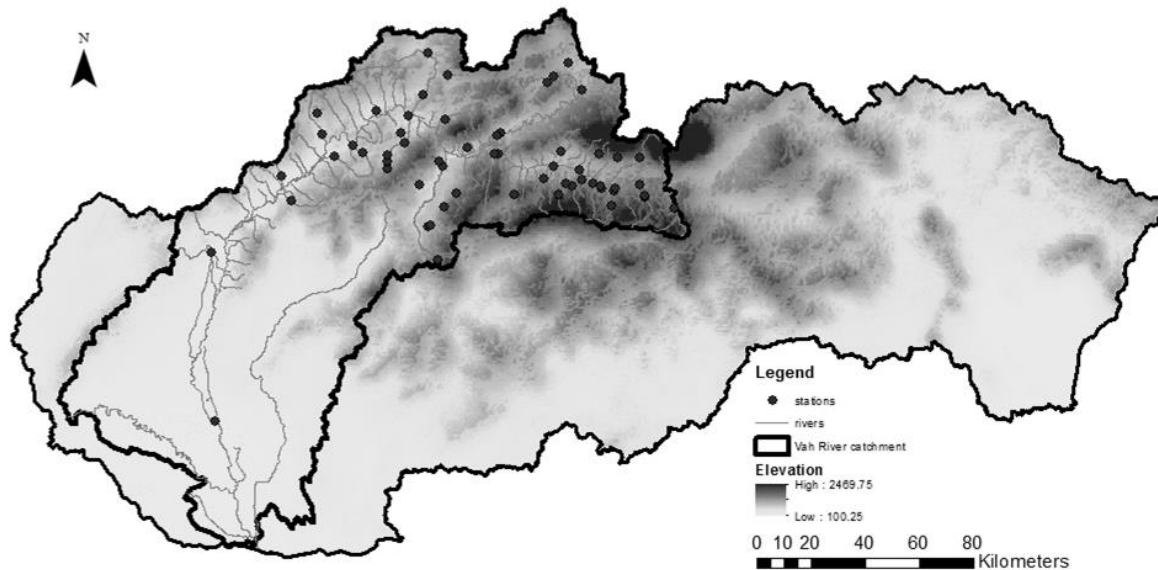 N
Legend
stations
rivers
Vah River catchment
Elevation
High : 2469.75
Low : 100.25
0 10 20 40 60 80
Kilometers